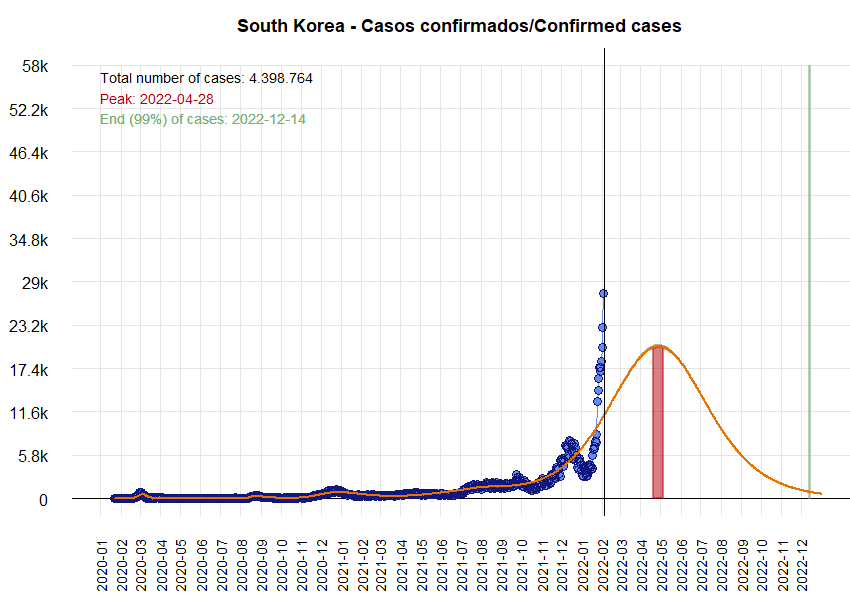 South Korea - Casos confirmados/Confirmed cases
58k
Total number of cases: 4.398.764
Peak: 2022-04-28
End (99%) of cases: 2022-12-14
52.2k
46.4k
40.6k
34.8k
29k
23.2k
17.4k
11.6k
5.8k
0
2020-01
2020-02
2020-03
2020-04
2020-05
2020-06
2020-07
2020-08
2020-09
2020-10
2020-11
2020-12
2021-01
2021-02
2021-03
2021-04
2021-05
2021-06
2021-07
2021-08
2021-09
2021-10
2021-11
2021-12
2022-01
2022-02
2022-03
2022-04
2022-05
2022-06
2022-07
2022-08
2022-09
2022-10
2022-11
2022-12